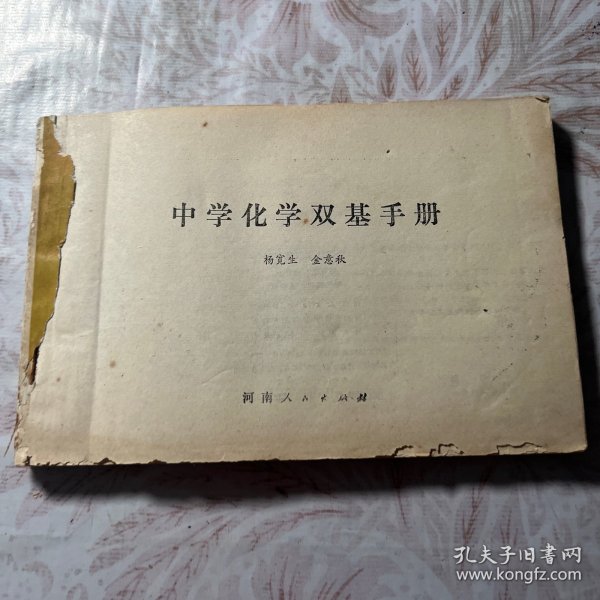 中学化学双基手册
杨宽生 金意秋
河南人民出版社
孔夫子旧书网
www.kongfz.com